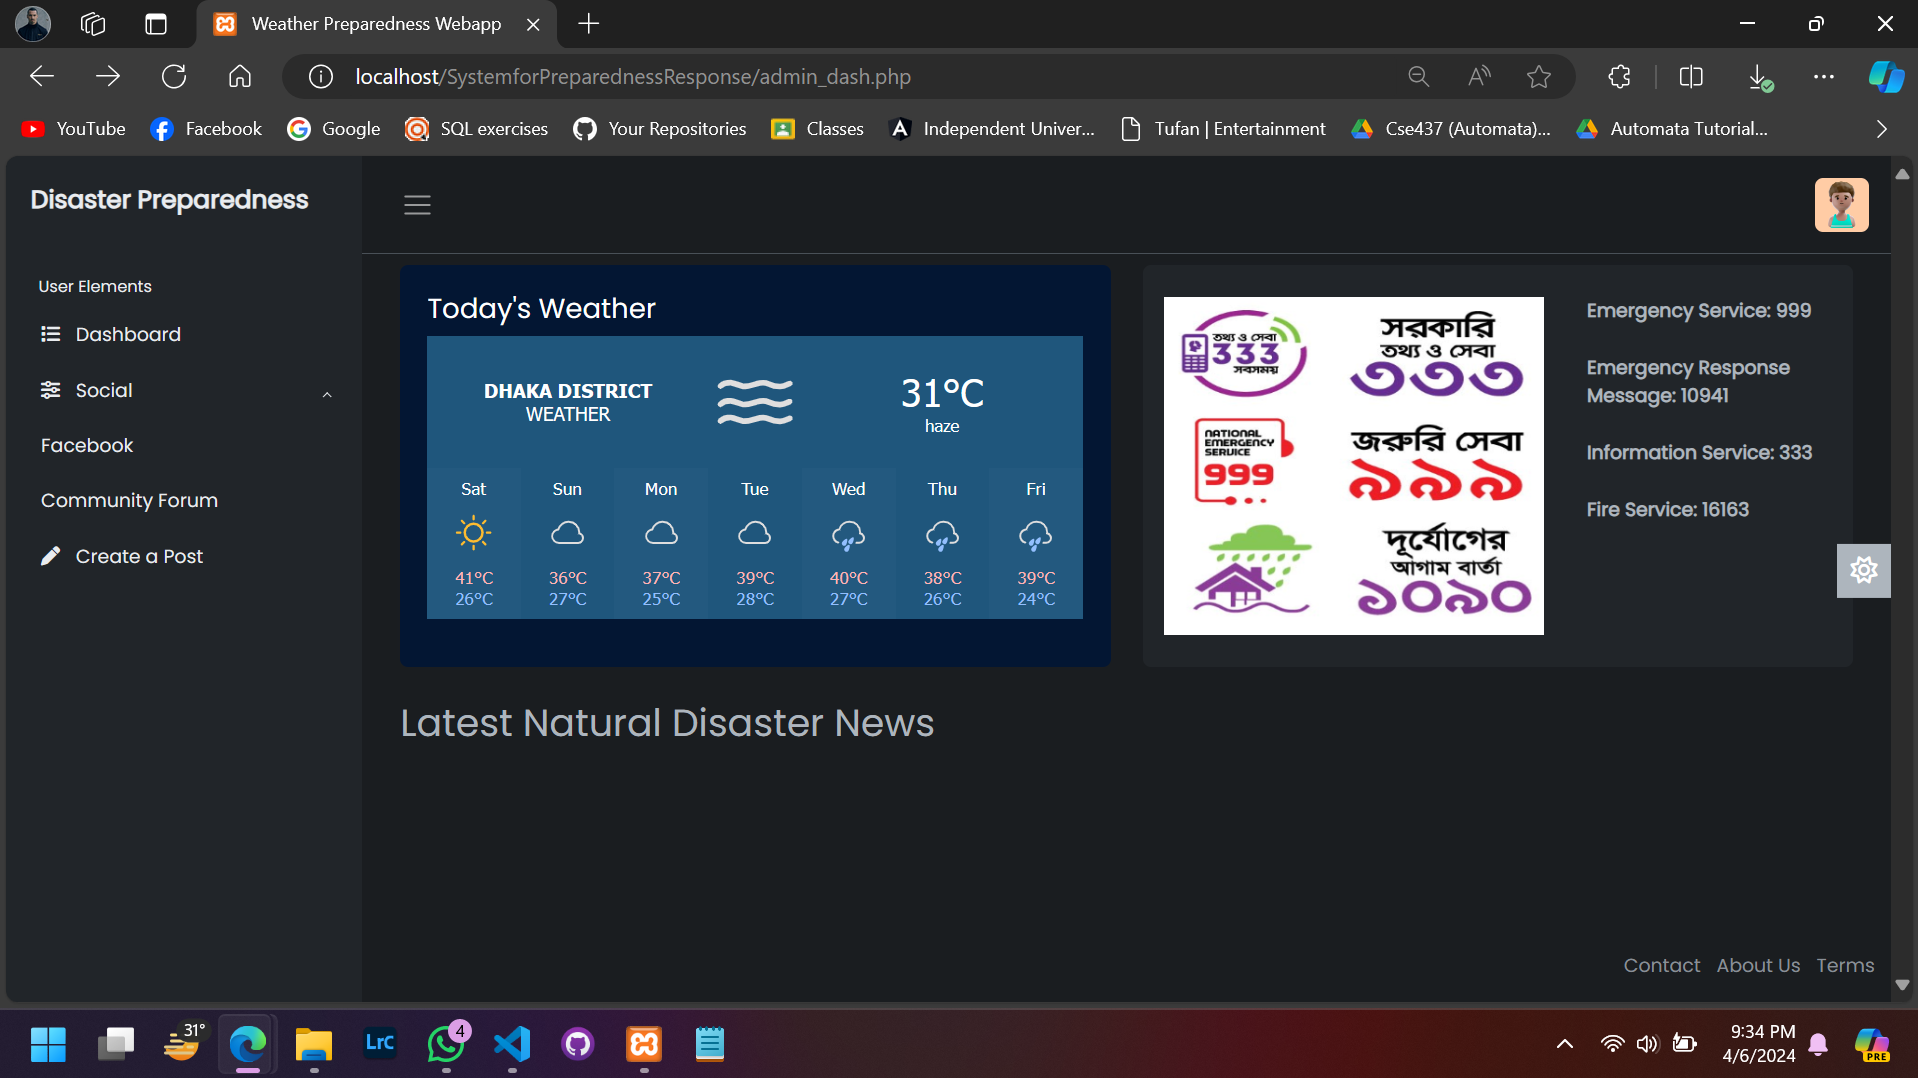 Weather Preparedness Webapp
localhost/SystemforPreparednessResponse/admin_dash.php
YouTube
Facebook
Google
SQL exercises
Your Repositories
Classes
Independent Univer...
Tufan | Entertainment
Cse437 (Automata)...
Automata Tutorial...
Disaster Preparedness
User Elements
Dashboard
Social
Facebook
Community Forum
Create a Post
Today's Weather
DHAKA DISTRICT
WEATHER
31°C
haze
Sat Sun Mon Tue Wed Thu Fri
41°C 36°C 37°C 39°C 40°C 38°C 39°C
26°C 27°C 25°C 28°C 27°C 26°C 24°C
তথ্য ও সেবা
333
সবসময়
সরকারি
তথ্য ও সেবা
৩৩৩
NATIONAL
EMERGENCY
SERVICE
999
জরুরি সেবা
৯৯৯
দূর্যোগের
আগাম বার্তা
১০৯০
Emergency Service: 999
Emergency Response
Message: 10941
Information Service: 333
Fire Service: 16163
Latest Natural Disaster News
Contact About Us Terms
31°
LrC
4
9:34 PM
4/6/2024
PRE